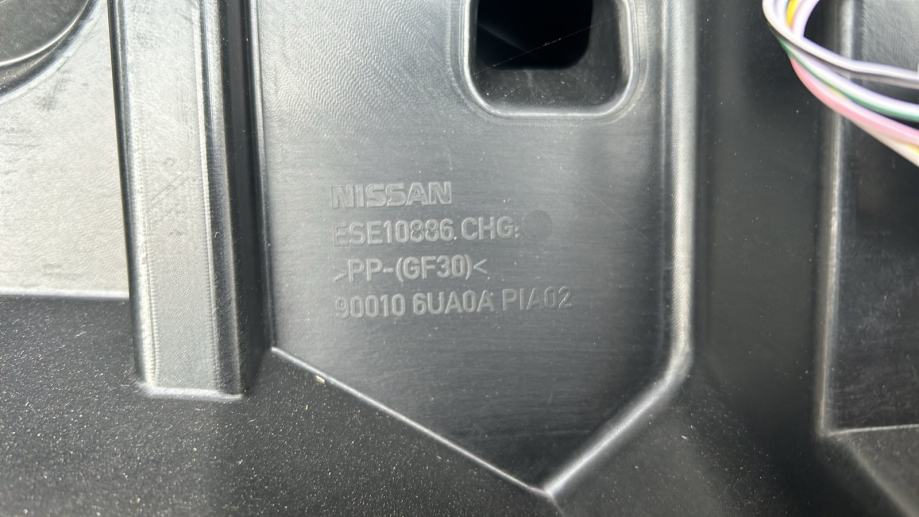 NISSAN
ESE10886.CHG:
>PP-(GF30)<
90010 6UA0A PIA02